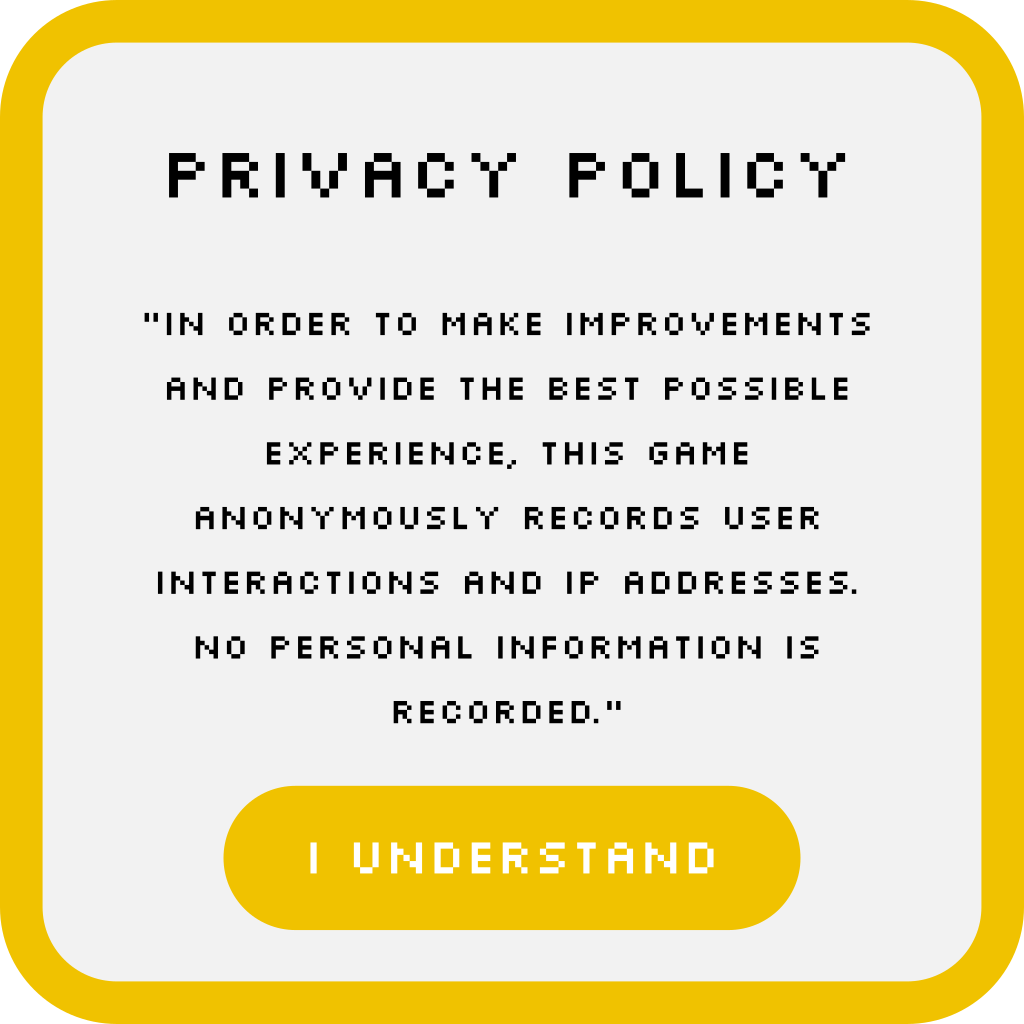 PRIVACY POLICY
"IN ORDER TO MAKE IMPROVEMENTS
AND PROVIDE THE BEST POSSIBLE
EXPERIENCE, THIS GAME
ANONYMOUSLY RECORDS USER
INTERACTIONS AND IP ADDRESSES.
NO PERSONAL INFORMATION IS
RECORDED."
I UNDERSTAND